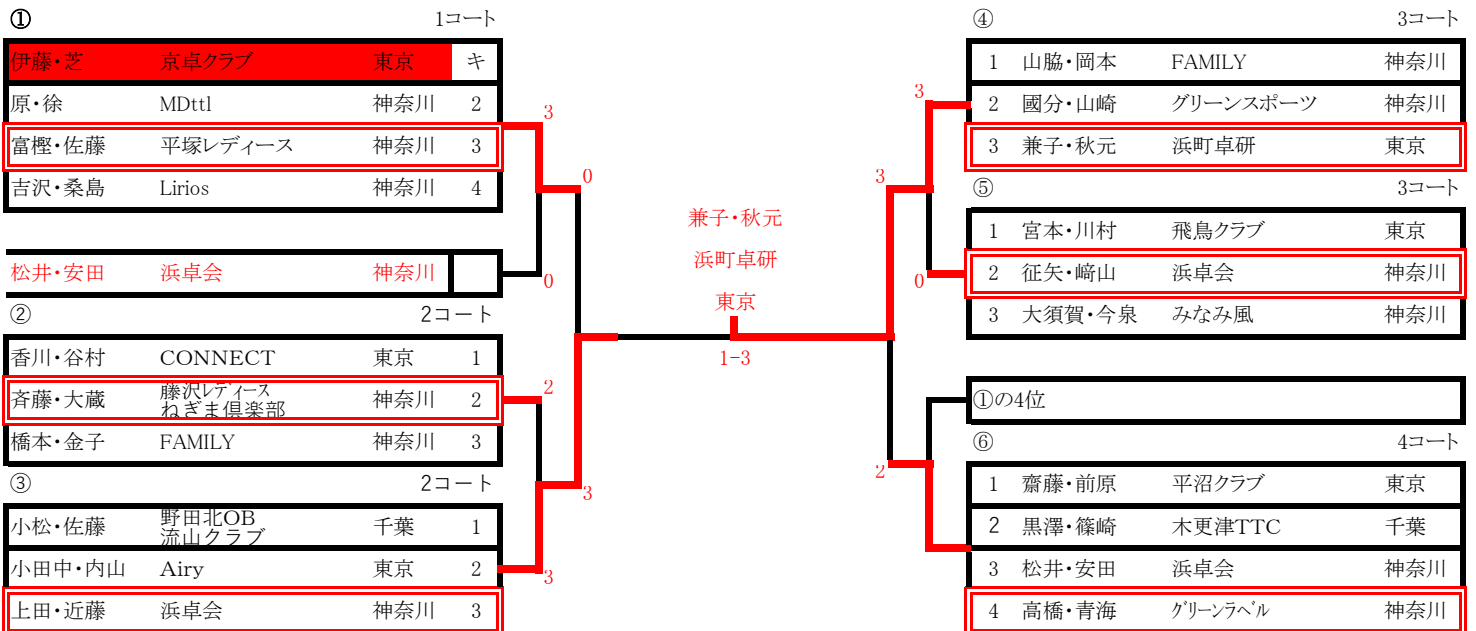 ① 1コート
伊藤・芝 京卓クラブ 東京 キ
原・徐 MDttl 神奈川 2
富樫・佐藤 平塚レディース 神奈川 3
吉沢・桑島 Lirios 神奈川 4
松井・安田 浜卓会 神奈川
② 2コート
香川・谷村 CONNECT 東京 1
斉藤・大蔵 藤沢レディース 神奈川 2
ねぎま倶楽部
橋本・金子 FAMILY 神奈川 3
③ 2コート
小松・佐藤 野田北OB 千葉 1
流山クラブ
小田中・内山 Airy 東京 2
上田・近藤 浜卓会 神奈川 3
3
0
0
2
3
3
兼子・秋元
浜町卓研
東京
1-3
3
3
0
2
④ 3コート
1 山脇・岡本 FAMILY 神奈川
2 國分・山崎 グリーンスポーツ 神奈川
3 兼子・秋元 浜町卓研 東京
⑤ 3コート
1 宮本・川村 飛鳥クラブ 東京
2 征矢・﨑山 浜卓会 神奈川
3 大須賀・今泉 みなみ風 神奈川
①の4位
⑥ 4コート
1 齋藤・前原 平沼クラブ 東京
2 黒澤・篠崎 木更津TTC 千葉
3 松井・安田 浜卓会 神奈川
4 高橋・青海 グリーンラベル 神奈川